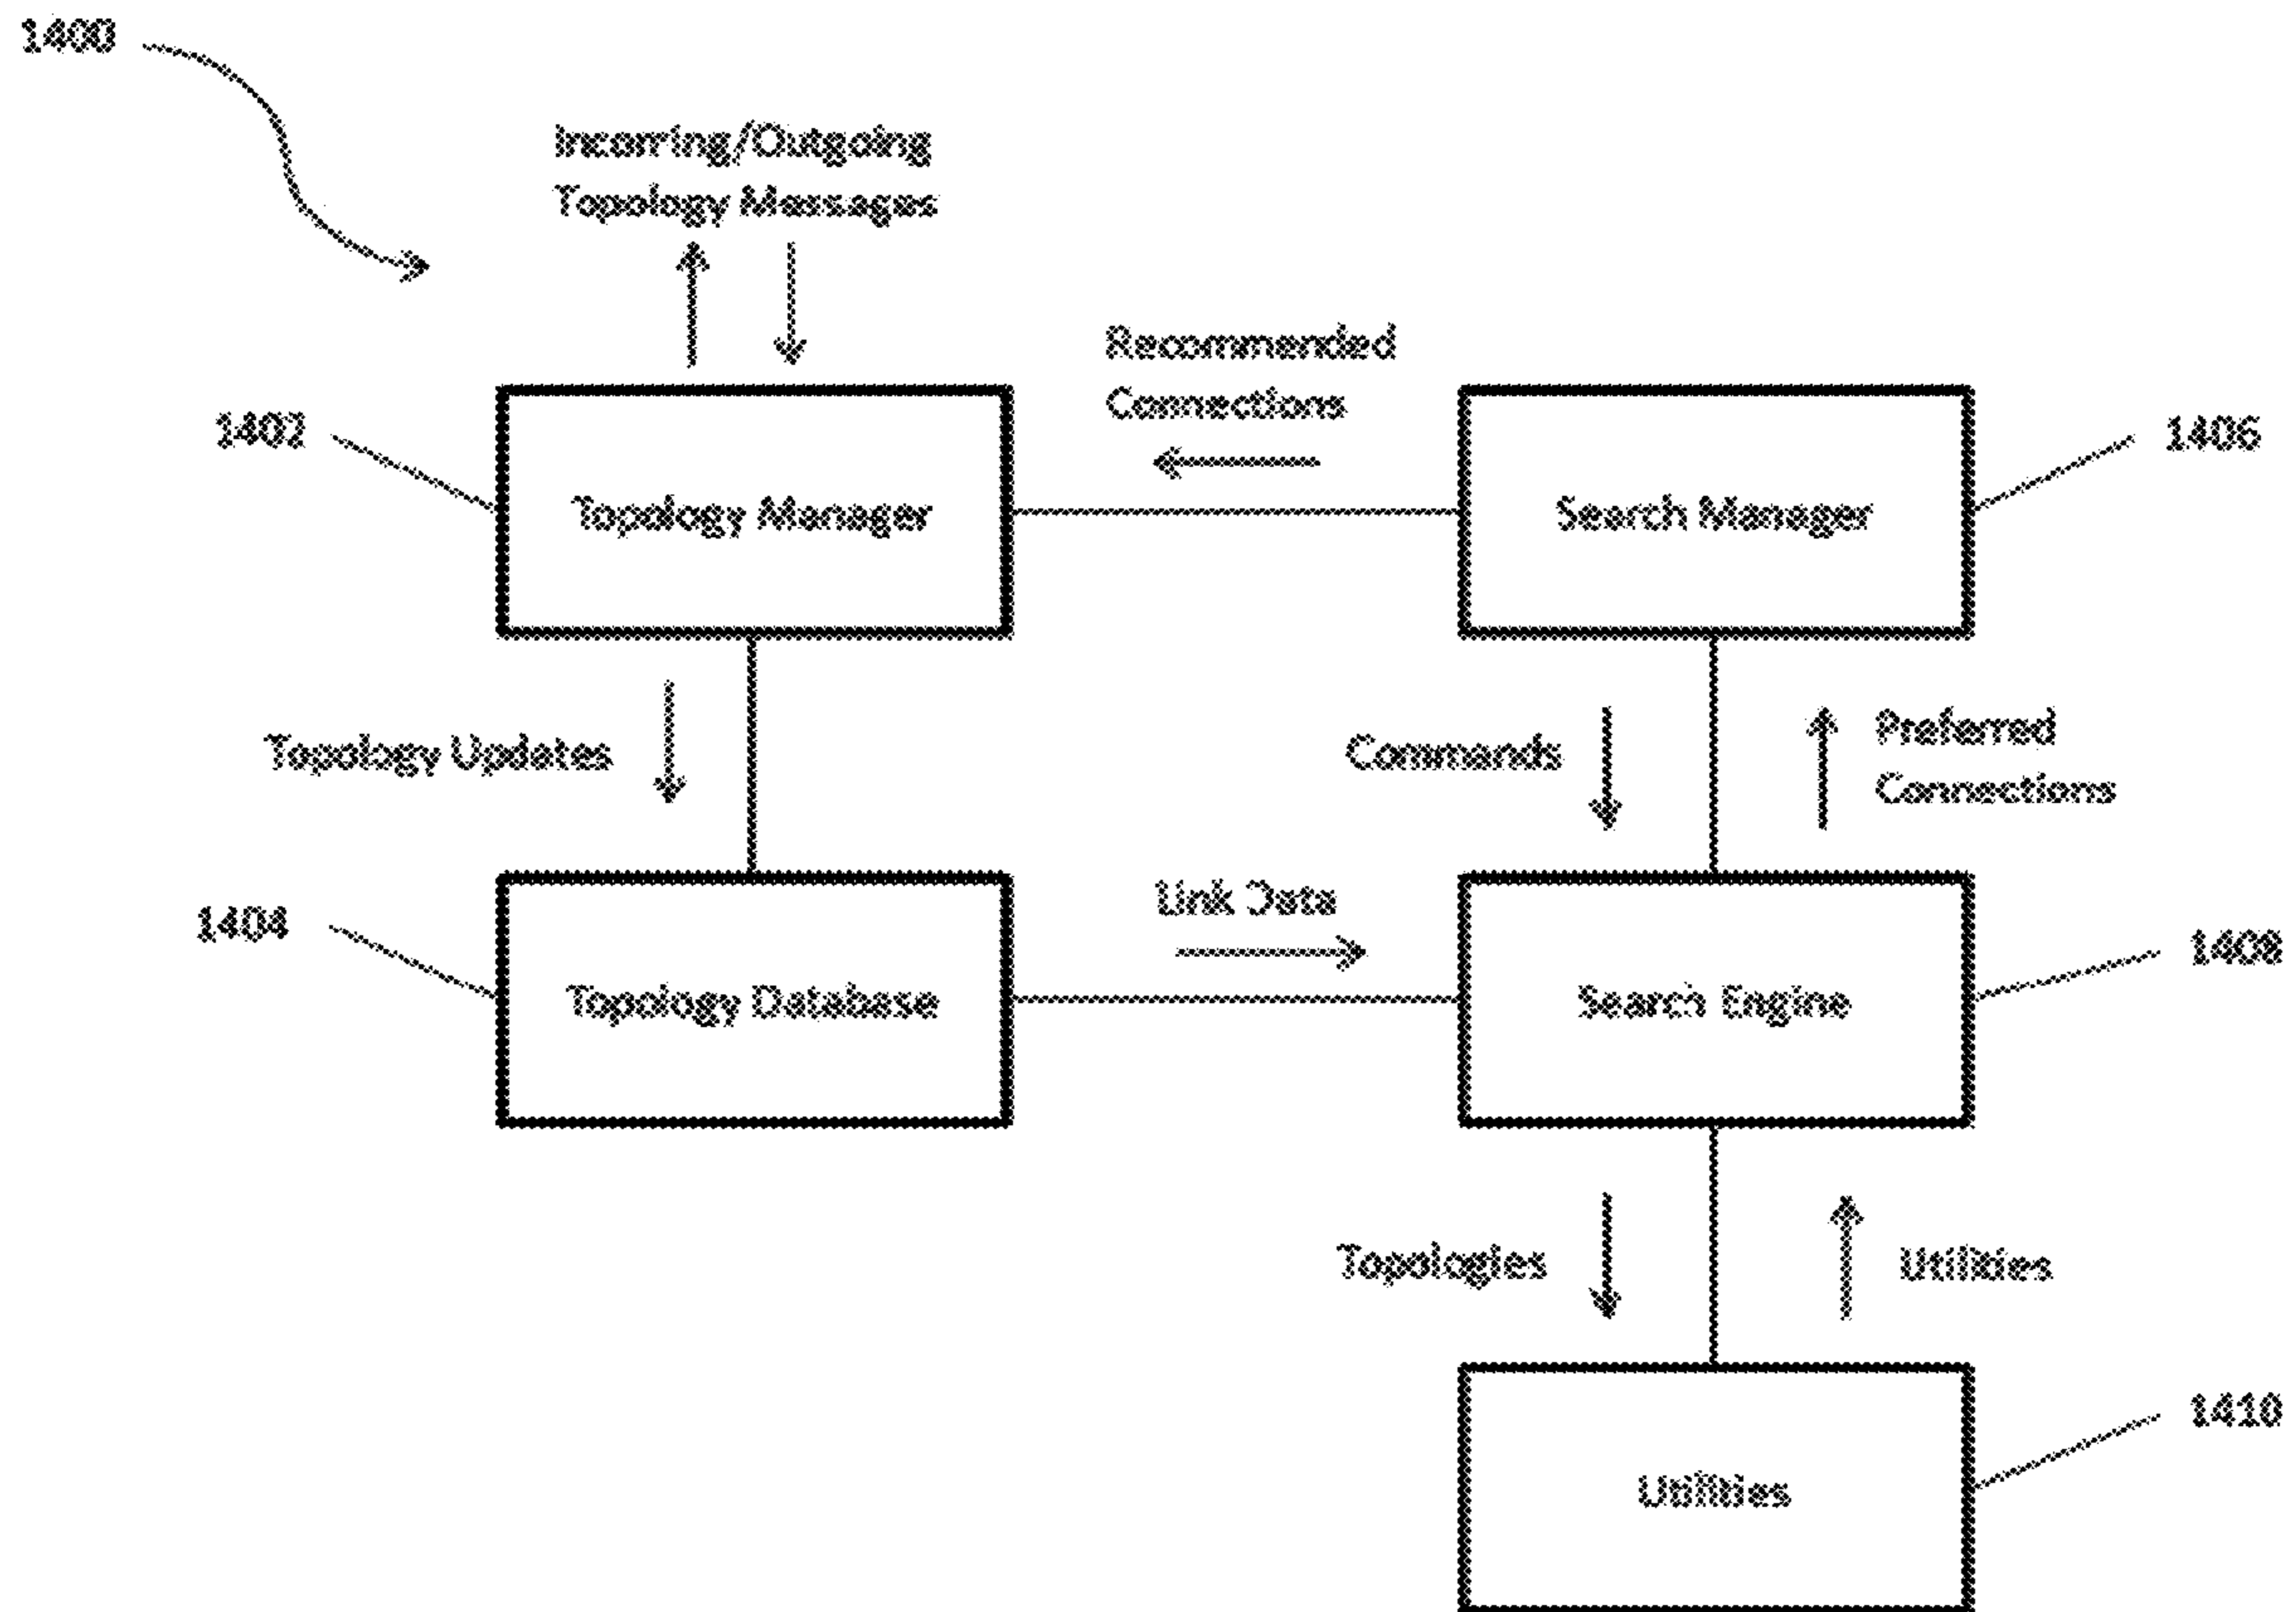 1400
Incoming/Outgoing
Topology Messages
Recommended
Connections
1402
1406
Topology Manager
Search Manager
Topology Updates
Commands
Preferred
Connections
1404
Link Data
1408
Topology Database
Search Engine
Topologies
Utilities
1410
Utilities